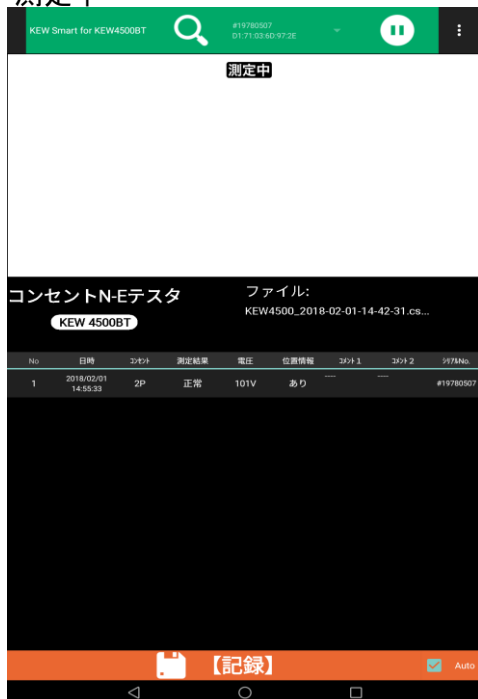 測定中
KEW Smart for KEW4500BT
#19780507
D1:71:03:6D:97:2E
測定中
コンセントN-Eテスタ
KEW 4500BT
ファイル:
KEW4500_2018-02-01-14-42-31.cs...
No 日時 ｺﾝｾﾝﾄ 測定結果 電圧 位置情報 ｺﾒﾝﾄ1 ｺﾒﾝﾄ2 ｼﾘｱﾙNo.
1 2018/02/01 14:55:33 2P 正常 101V あり ---- ---- #19780507
【記録】
Auto